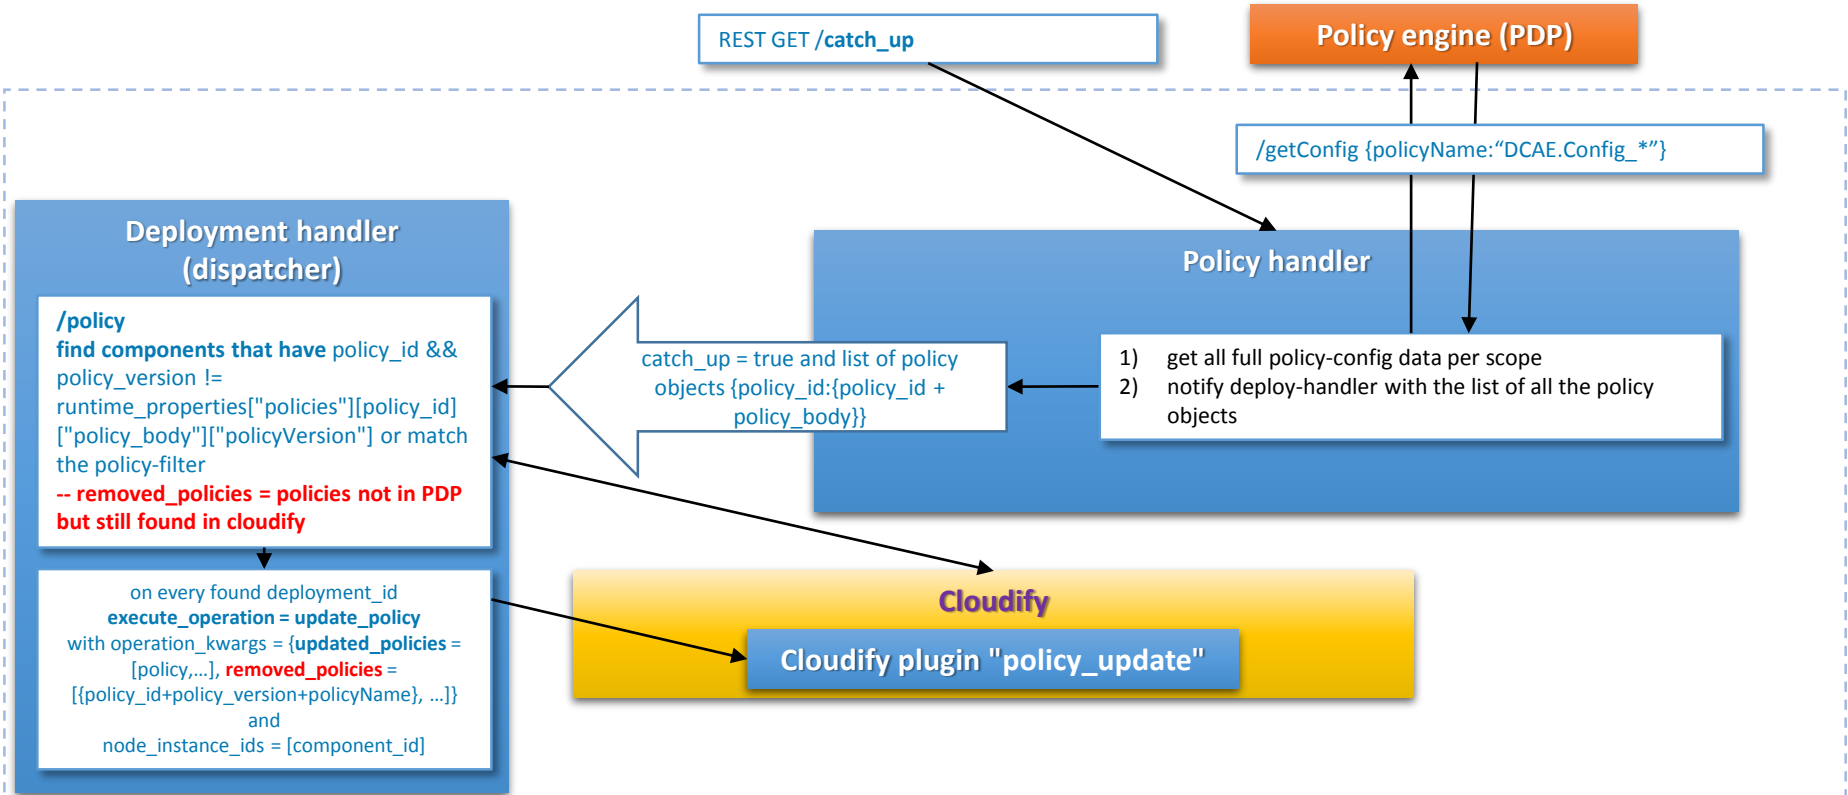 REST GET /catch_up
Policy engine (PDP)
/getConfig {policyName:“DCAE.Config_*”}
Deployment handler
(dispatcher)
/policy
find components that have policy_id &&
policy_version !=
runtime_properties["policies"][policy_id]
["policy_body"]["policyVersion"] or match
the policy-filter
-- removed_policies = policies not in PDP
but still found in cloudify
on every found deployment_id
execute_operation = update_policy
with operation_kwargs = {updated_policies =
[policy,…], removed_policies =
[{policy_id+policy_version+policyName}, …]}
and
node_instance_ids = [component_id]
catch_up = true and list of policy
objects {policy_id:{policy_id +
policy_body}}
Policy handler
1) get all full policy-config data per scope
2) notify deploy-handler with the list of all the policy
objects
Cloudify
Cloudify plugin "policy_update"